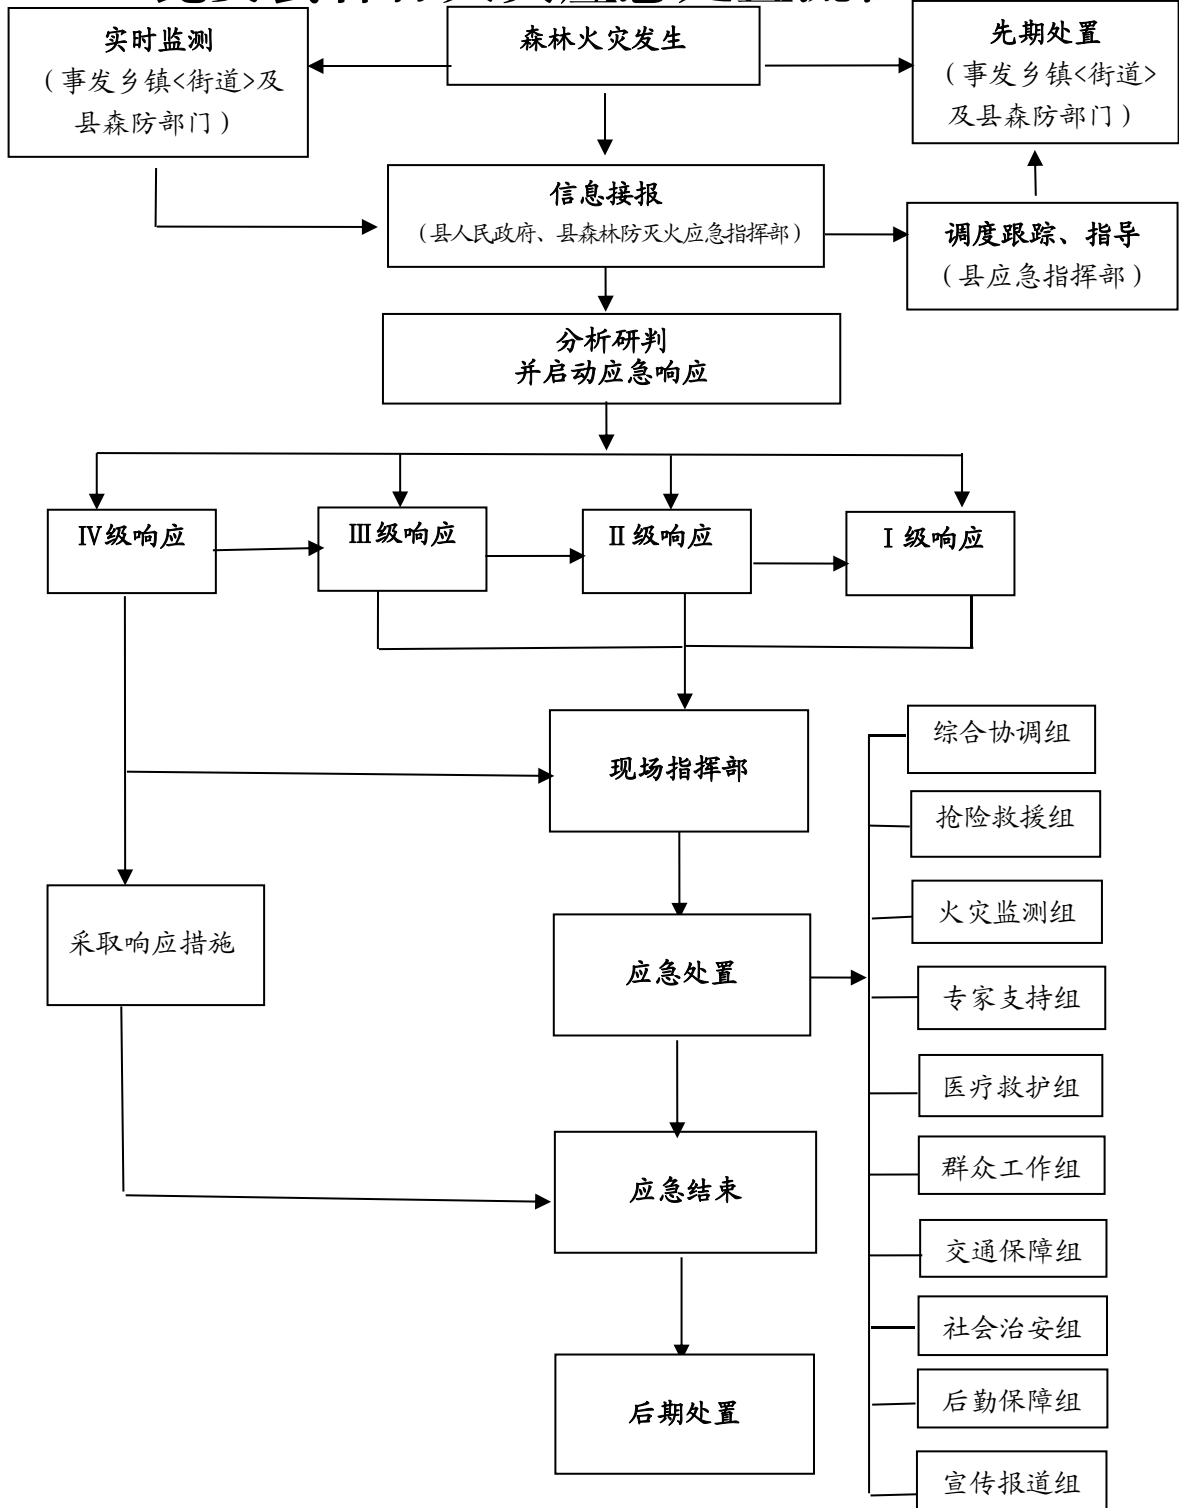 实时监测
（事发乡镇<街道>及
县森防部门）
森林火灾发生
先期处置
（事发乡镇<街道>
及县森防部门）
信息接报
（县人民政府、县森林防灭火应急指挥部）
调度跟踪、指导
（县应急指挥部）
分析研判
并启动应急响应
Ⅳ级响应
Ⅲ级响应
Ⅱ级响应
Ⅰ级响应
现场指挥部
采取响应措施
应急处置
应急结束
后期处置
综合协调组
抢险救援组
火灾监测组
专家支持组
医疗救护组
群众工作组
交通保障组
社会治安组
后勤保障组
宣传报道组